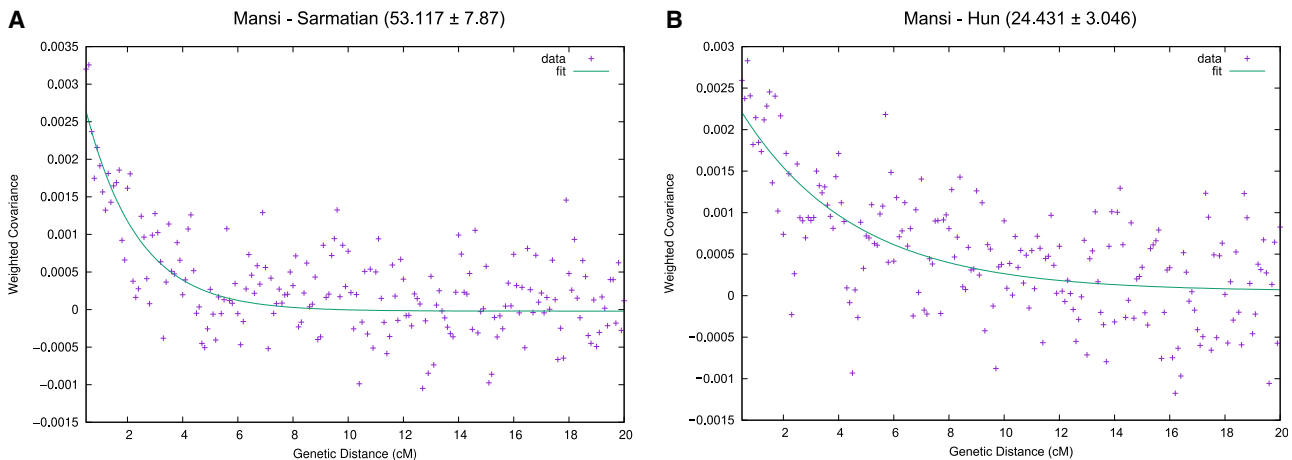 A
Mansi - Sarmatian (53.117 ± 7.87)
0.0035
0.003
0.0025
0.002
0.0015
0.001
0.0005
0
−0.0005
−0.001
−0.0015
Weighted Covariance
data
fit
2 4 6 8 10 12 14 16 18 20
Genetic Distance (cM)
B
Mansi - Hun (24.431 ± 3.046)
0.003
0.0025
0.002
0.0015
0.001
0.0005
0
−0.0005
−0.001
−0.0015
Weighted Covariance
data
fit
2 4 6 8 10 12 14 16 18 20
Genetic Distance (cM)